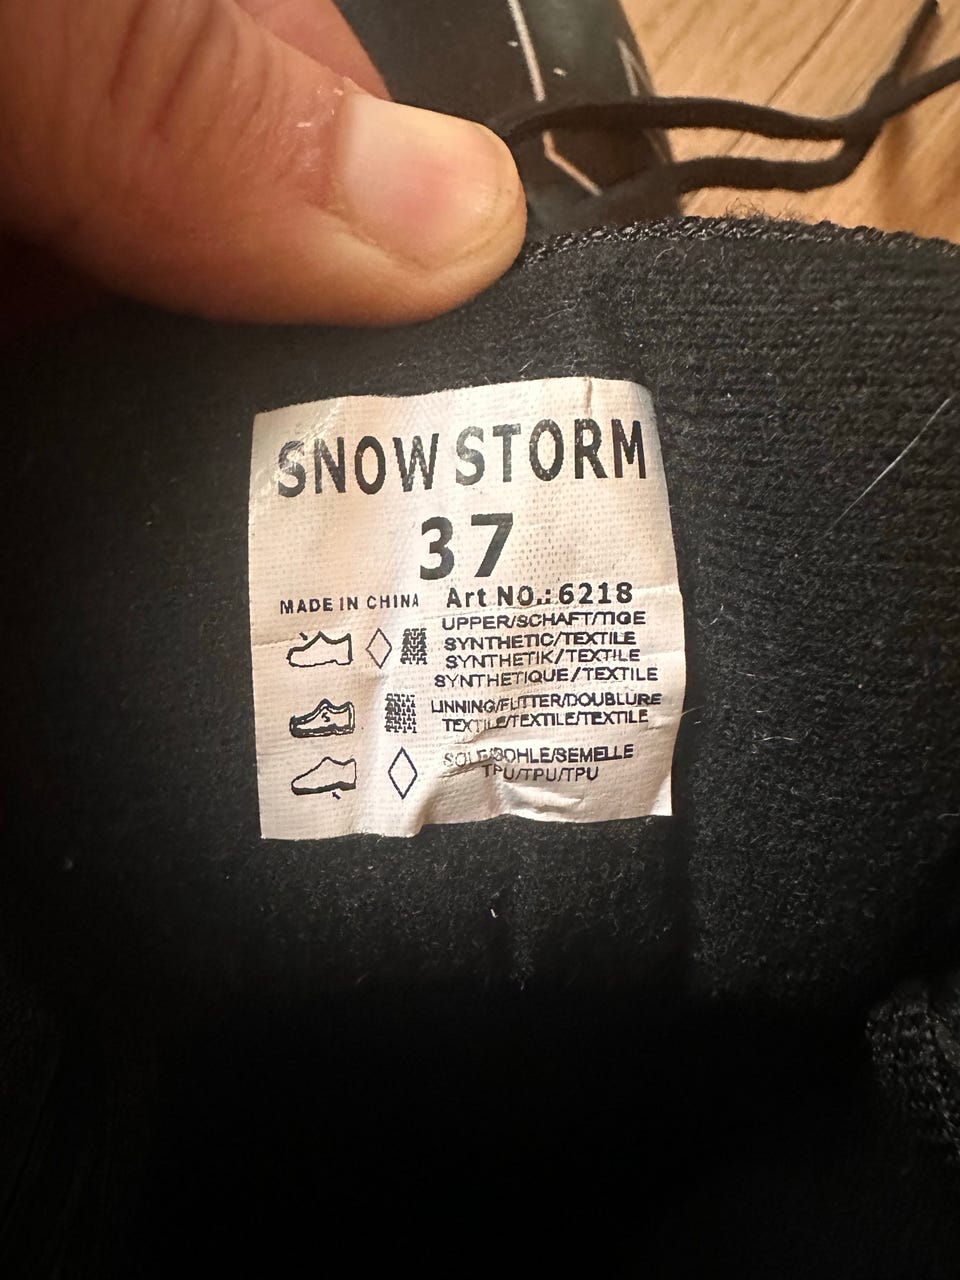 SNOW STORM
37
MADE IN CHINA Art NO.: 6218
UPPER/SCHAFT/TIGE
SYNTHETIC/TEXTILE
SYNTHETIK/TEXTILE
SYNTHETIQUE/TEXTILE
LINNING/FUTTER/DOUBLURE
TEXTILE/TEXTILE/TEXTILE
SOLE/SOHLE/SEMELLE
TPU/TPU/TPU